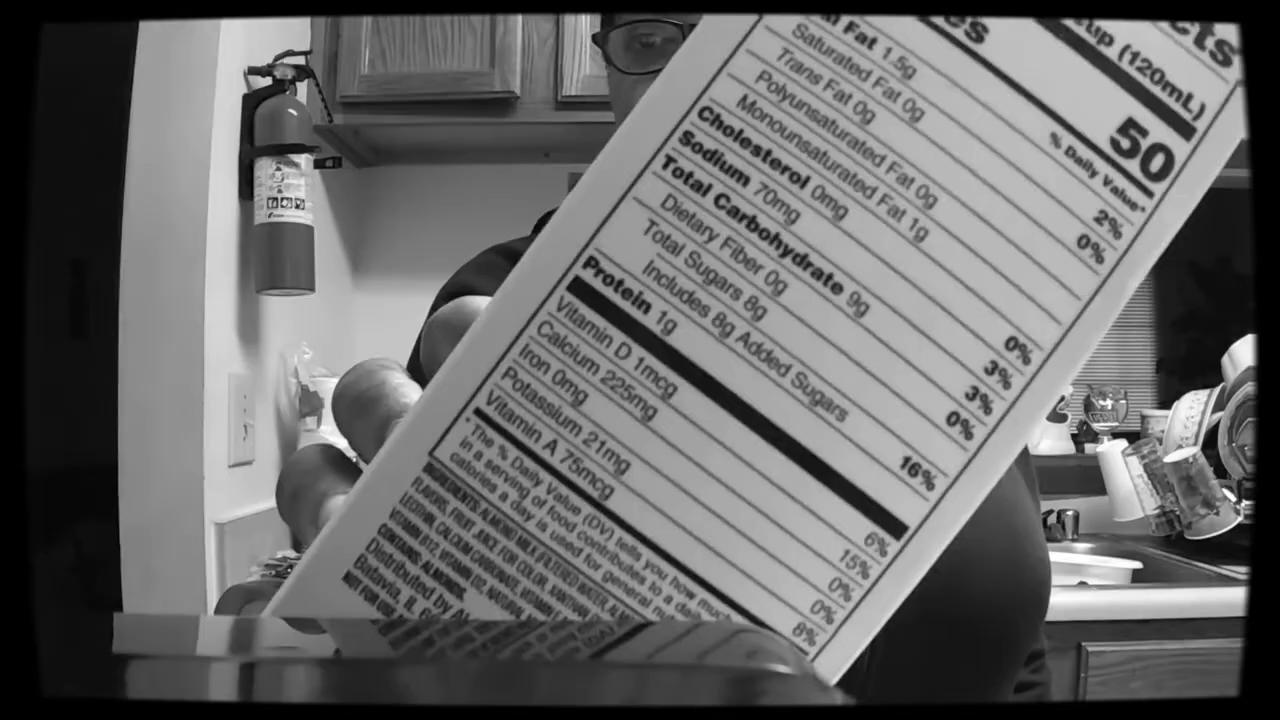 cts
cup (120mL)
es 50
% Daily Value*
Fat 1.5g 2%
Saturated Fat 0g 0%
Trans Fat 0g
Polyunsaturated Fat 0g
Monounsaturated Fat 1g
Cholesterol 0mg 0%
Sodium 70mg 3%
Total Carbohydrate 9g 3%
Dietary Fiber 0g 0%
Total Sugars 8g
Includes 8g Added Sugars 16%
Protein 1g
Vitamin D 1mcg 6%
Calcium 225mg 15%
Iron 0mg 0%
Potassium 21mg 0%
Vitamin A 75mcg 8%
* The % Daily Value (DV) tells you how much
in a serving of food contributes to a daily
calories a day is used for general
INGREDIENTS: ALMOND MILK (FILTERED WATER,
FLAVORS, FRUIT JUICE FOR COLOR, XANTHAN
LECITHIN, CALCIUM CARBONATE,
VITAMIN B12, VITAMIN D2, NATURAL
CONTAINS: ALMONDS.
Distributed by
Batavia, IL
NOT FOR USE